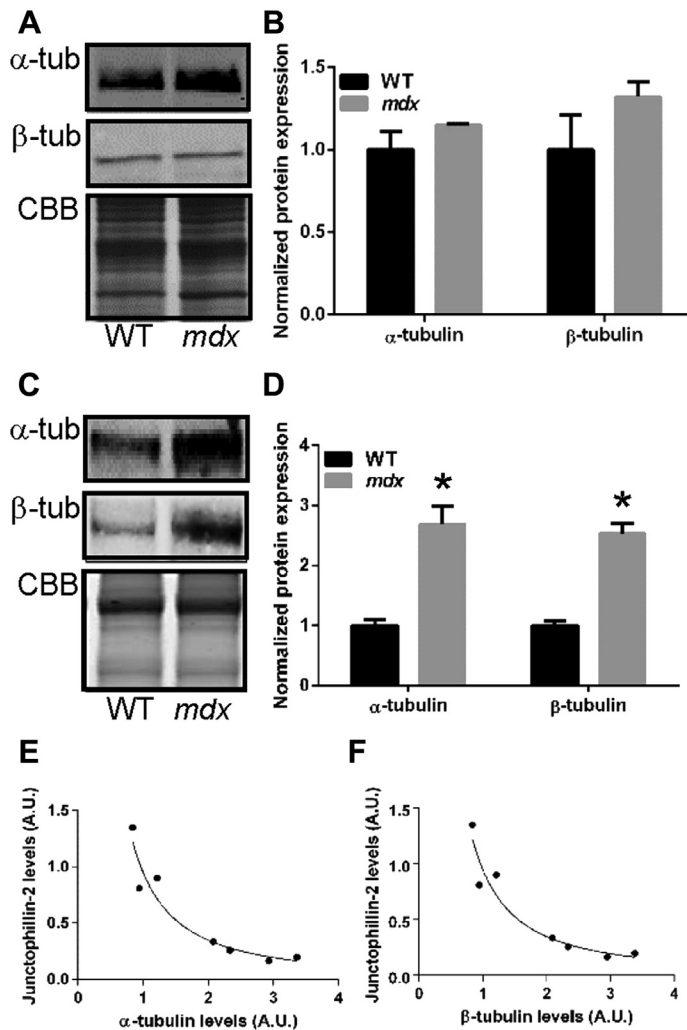 A
α-tub
β-tub
CBB
WT mdx
B
Normalized protein expression
1.5
1.0
0.5
0.0
WT
mdx
α-tubulin β-tubulin
C
α-tub
β-tub
CBB
WT mdx
D
Normalized protein expression
4
3
2
1
0
WT
mdx
*
*
α-tubulin β-tubulin
E
Junctophillin-2 levels (A.U.)
1.5
1.0
0.5
0.0
0 1 2 3 4
α-tubulin levels (A.U.)
F
Junctophillin-2 levels (A.U.)
1.5
1.0
0.5
0.0
0 1 2 3 4
β-tubulin levels (A.U.)